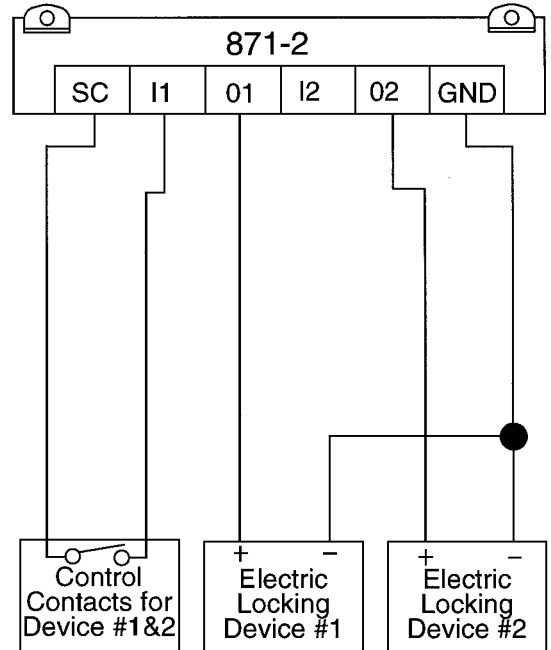 871-2
SC I1 01 I2 02 GND
+ − + −
Control
Contacts for
Device #1&2
Electric
Locking
Device #1
Electric
Locking
Device #2